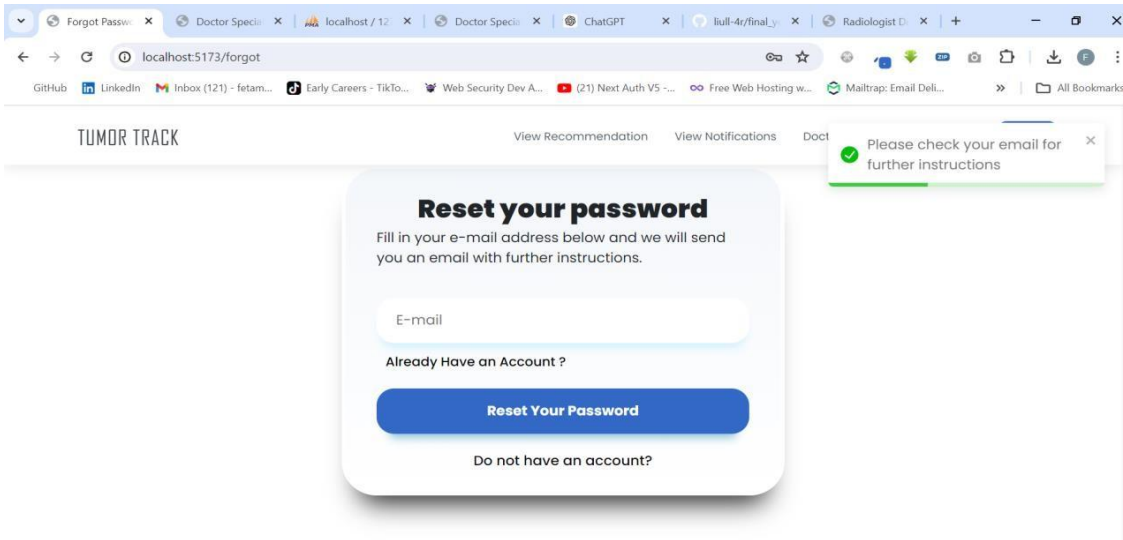 Forgot Passwo
Doctor Specia
localhost / 12
Doctor Specia
ChatGPT
liull-4r/final_y
Radiologist D
localhost:5173/forgot
GitHub
LinkedIn
Inbox (121) - fetam...
Early Careers - TikTo...
Web Security Dev A...
(21) Next Auth V5 -...
Free Web Hosting w...
Mailtrap: Email Deli...
»
All Bookmarks
TUMOR TRACK
View Recommendation
View Notifications
Doct
Please check your email for
further instructions
Reset your password
Fill in your e-mail address below and we will send
you an email with further instructions.
E-mail
Already Have an Account ?
Reset Your Password
Do not have an account?